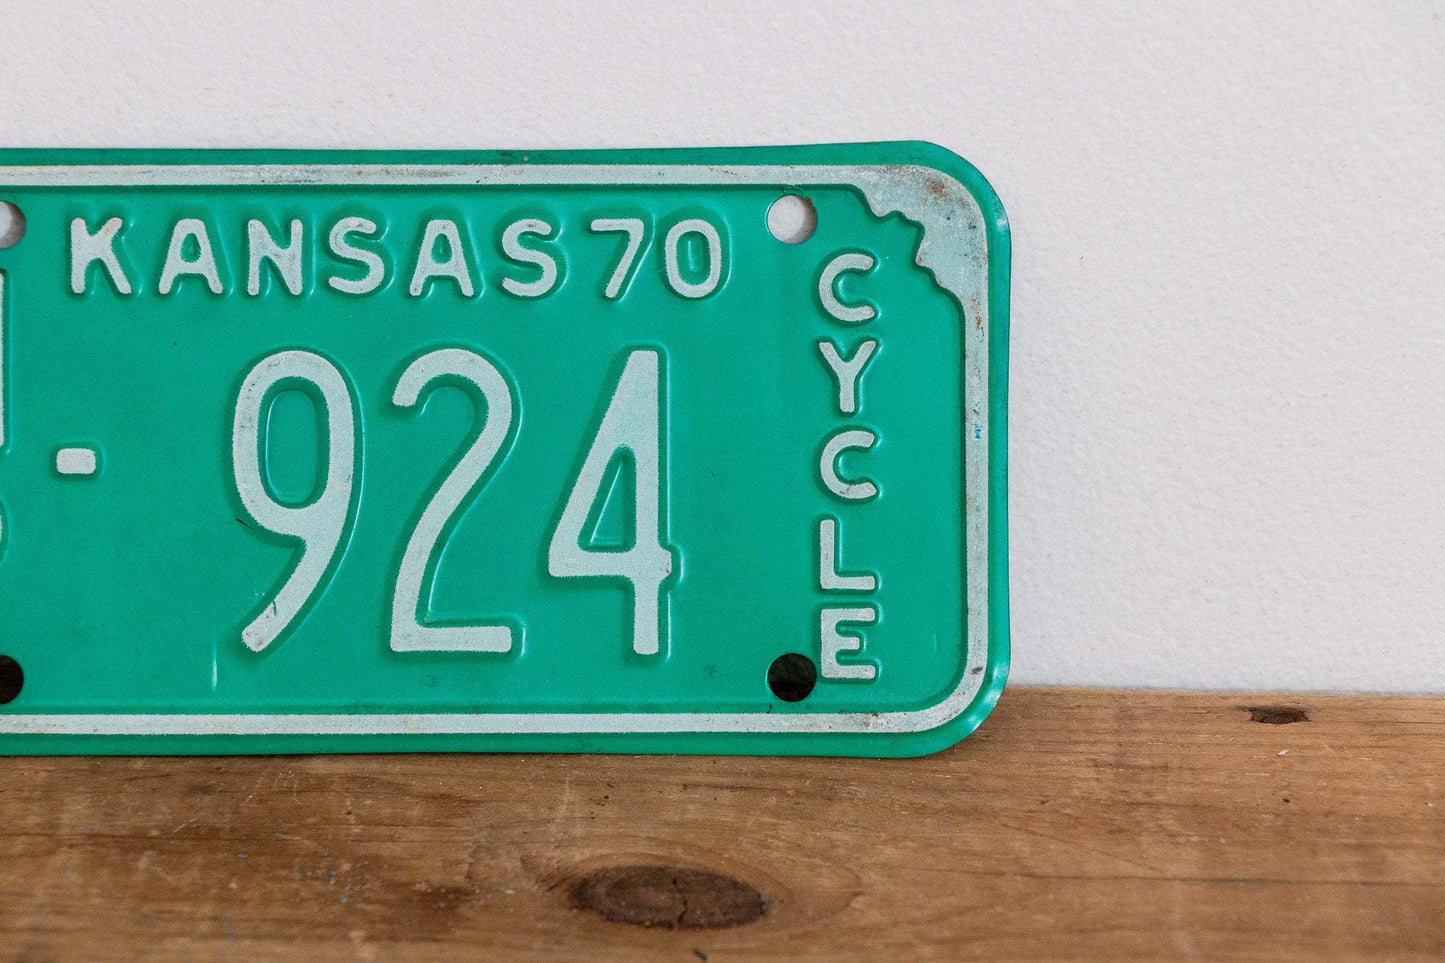 KANSAS 70
- 924
CYCLE